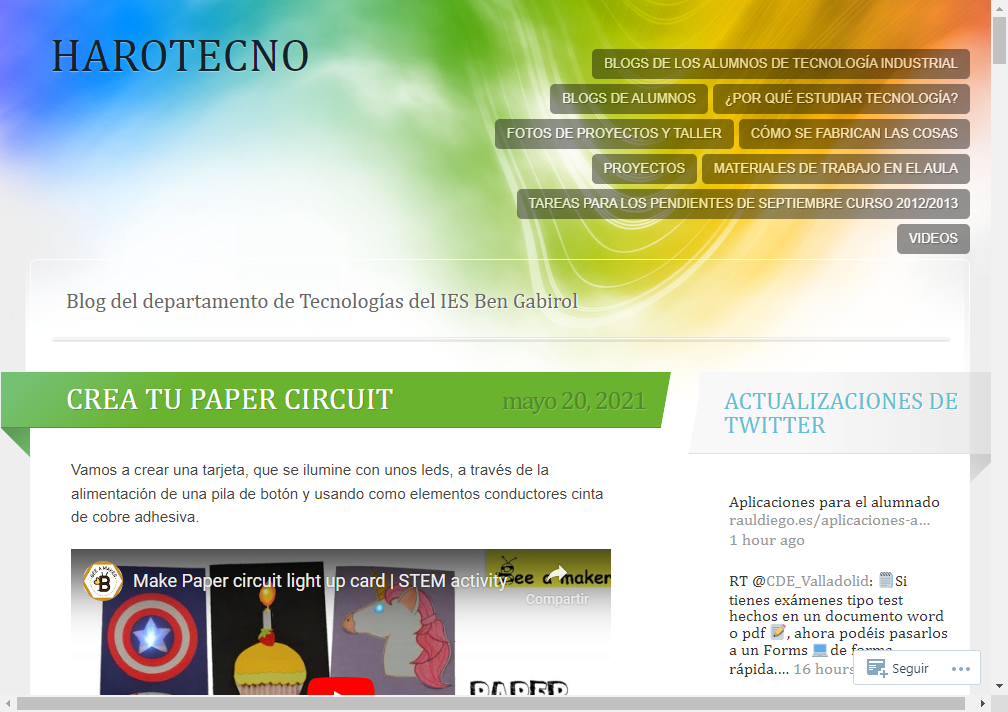 HAROTECNO
BLOGS DE LOS ALUMNOS DE TECNOLOGÍA INDUSTRIAL
BLOGS DE ALUMNOS
¿POR QUÉ ESTUDIAR TECNOLOGÍA?
FOTOS DE PROYECTOS Y TALLER
CÓMO SE FABRICAN LAS COSAS
PROYECTOS
MATERIALES DE TRABAJO EN EL AULA
TAREAS PARA LOS PENDIENTES DE SEPTIEMBRE CURSO 2012/2013
VIDEOS
Blog del departamento de Tecnologías del IES Ben Gabirol
CREA TU PAPER CIRCUIT
mayo 20, 2021
Vamos a crear una tarjeta, que se ilumine con unos leds, a través de la
alimentación de una pila de botón y usando como elementos conductores cinta
de cobre adhesiva.
Make Paper circuit light up card | STEM activity
Bee a maker
Compartir
PAPER
ACTUALIZACIONES DE
TWITTER
Aplicaciones para el alumnado
rauldiego.es/aplicaciones-a…
1 hour ago
RT @CDE_Valladolid: 🗒️Si
tienes exámenes tipo test
hechos en un documento word
o pdf 📝, ahora podéis pasarlos
a un Forms 💻de forma
rápida.… 16 hours
Seguir